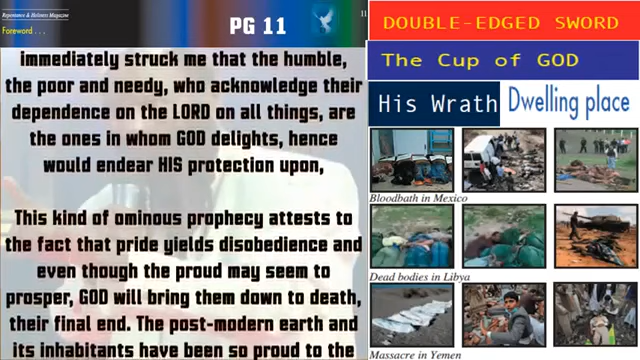 Repentance & Holiness Magazine
Foreword . . .
PG 11
11
immediately struck me that the humble,
the poor and needy, who acknowledge their
dependence on the LORD on all things, are
the ones in whom GOD delights, hence
would endear HIS protection upon,
This kind of ominous prophecy attests to
the fact that pride yields disobedience and
even though the proud may seem to
prosper, GOD will bring them down to death,
their final end. The post-modern earth and
its inhabitants have been so proud to the
DOUBLE-EDGED SWORD
The Cup of GOD
His Wrath
Dwelling place
Bloodbath in Mexico
Dead bodies in Libya
Massacre in Yemen